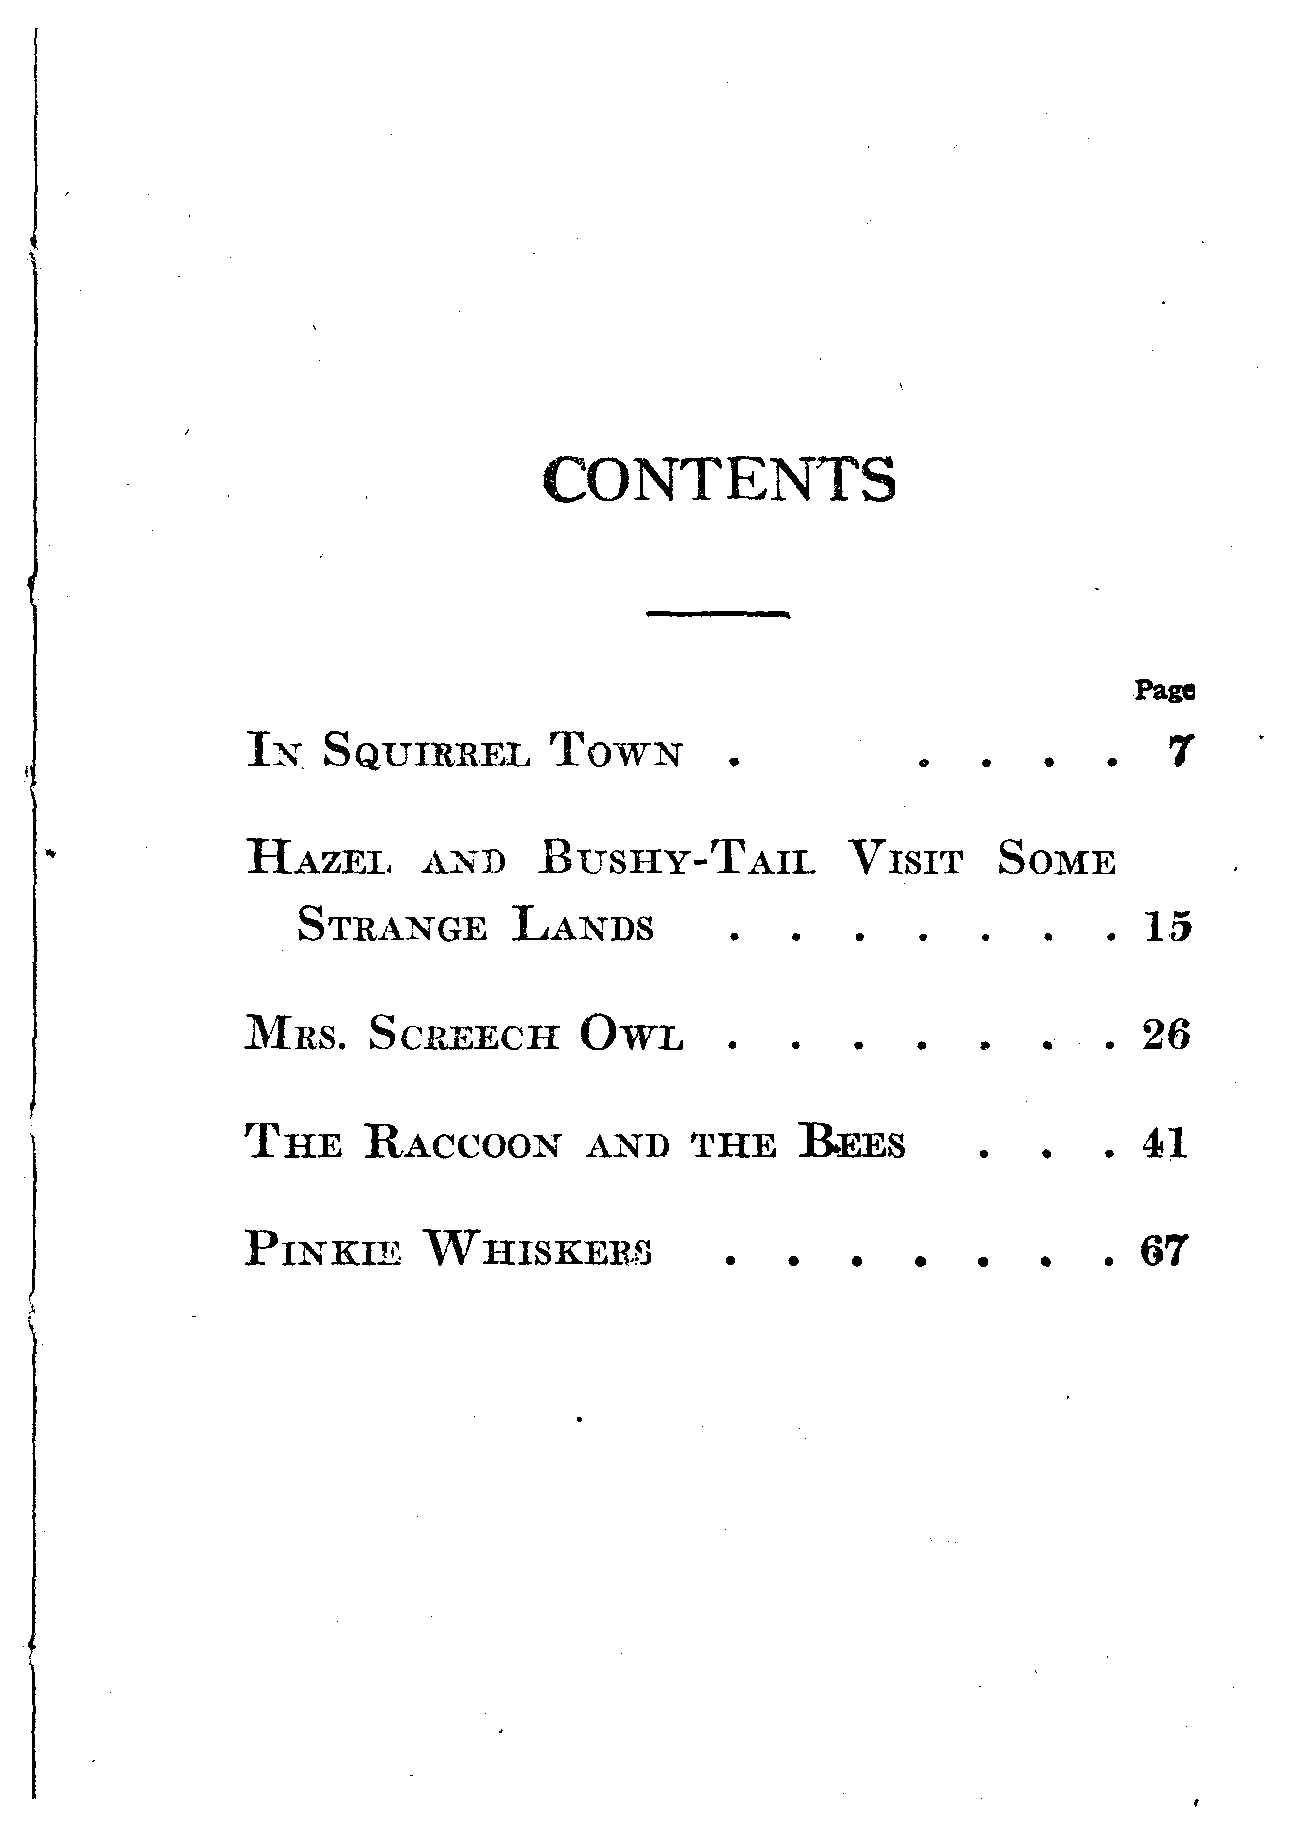 CONTENTS
Page
In Squirrel Town . . . . . 7
Hazel and Bushy-Tail Visit Some
Strange Lands . . . . . . . 15
Mrs. Screech Owl . . . . . . . 26
The Raccoon and the Bees . . . 41
Pinkie Whiskers . . . . . . . 67